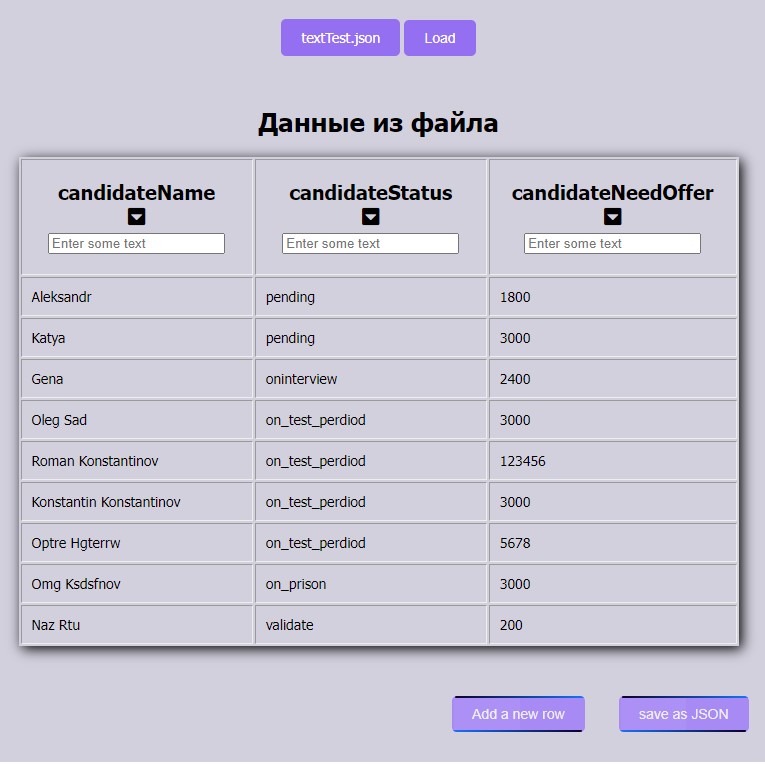 textTest.json Load
Данные из файла
candidateName candidateStatus candidateNeedOffer
Enter some text Enter some text Enter some text
Aleksandr pending 1800
Katya pending 3000
Gena oninterview 2400
Oleg Sad on_test_perdiod 3000
Roman Konstantinov on_test_perdiod 123456
Konstantin Konstantinov on_test_perdiod 3000
Optre Hgterrw on_test_perdiod 5678
Omg Ksdsfnov on_prison 3000
Naz Rtu validate 200
Add a new row save as JSON